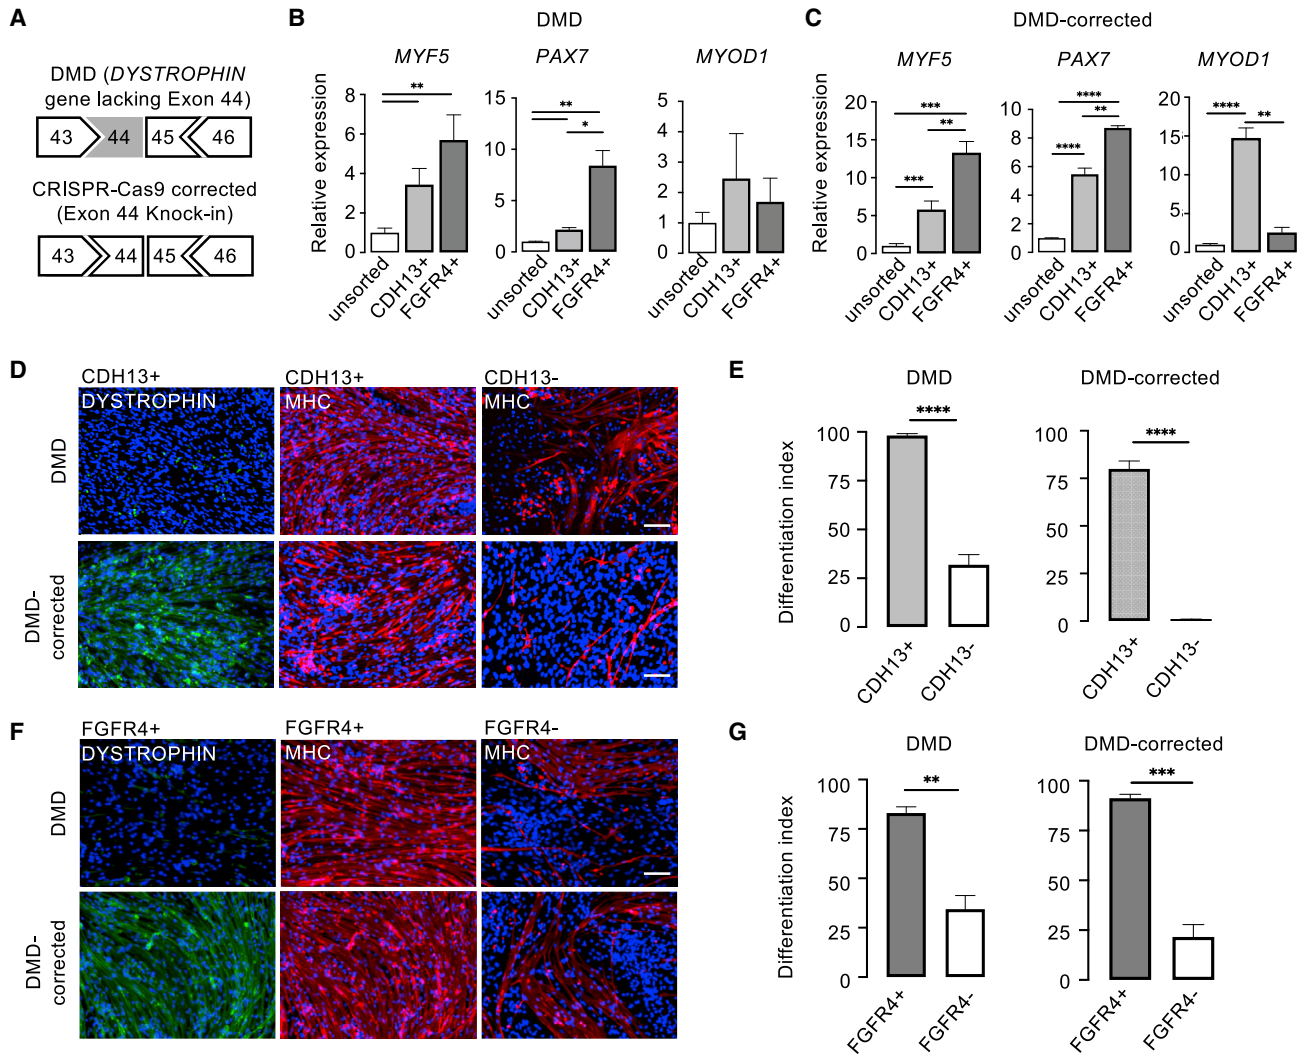 A
DMD (DYSTROPHIN
gene lacking Exon 44)
43 44 45 46
CRISPR-Cas9 corrected
(Exon 44 Knock-in)
43 44 45 46
B
DMD
MYF5 PAX7 MYOD1
Relative expression
8
6
4
2
0
**
unsorted
CDH13+
FGFR4+
15
10
5
0
**
*
unsorted
CDH13+
FGFR4+
5
4
3
2
1
0
unsorted
CDH13+
FGFR4+
C
DMD-corrected
MYF5 PAX7 MYOD1
Relative expression
20
15
10
5
0
***
**
***
unsorted
CDH13+
FGFR4+
10
8
6
4
2
0
****
**
****
unsorted
CDH13+
FGFR4+
20
15
10
5
0
**** **
unsorted
CDH13+
FGFR4+
D
CDH13+ CDH13+ CDH13-
DYSTROPHIN MHC MHC
DMD
DMD-
corrected
E
DMD
Differentiation index
100
75
50
25
0
****
CDH13+
CDH13-
DMD-corrected
100
75
50
25
0
****
CDH13+
CDH13-
F
FGFR4+ FGFR4+ FGFR4-
DYSTROPHIN MHC MHC
DMD
DMD-
corrected
G
DMD
Differentiation index
100
75
50
25
0
**
FGFR4+
FGFR4-
DMD-corrected
100
75
50
25
0
***
FGFR4+
FGFR4-